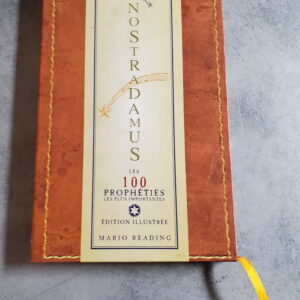 NOSTRADAMUS
LES
100
PROPHÉTIES
LES PLUS IMPORTANTES
ÉDITION ILLUSTRÉE
MARIO READING